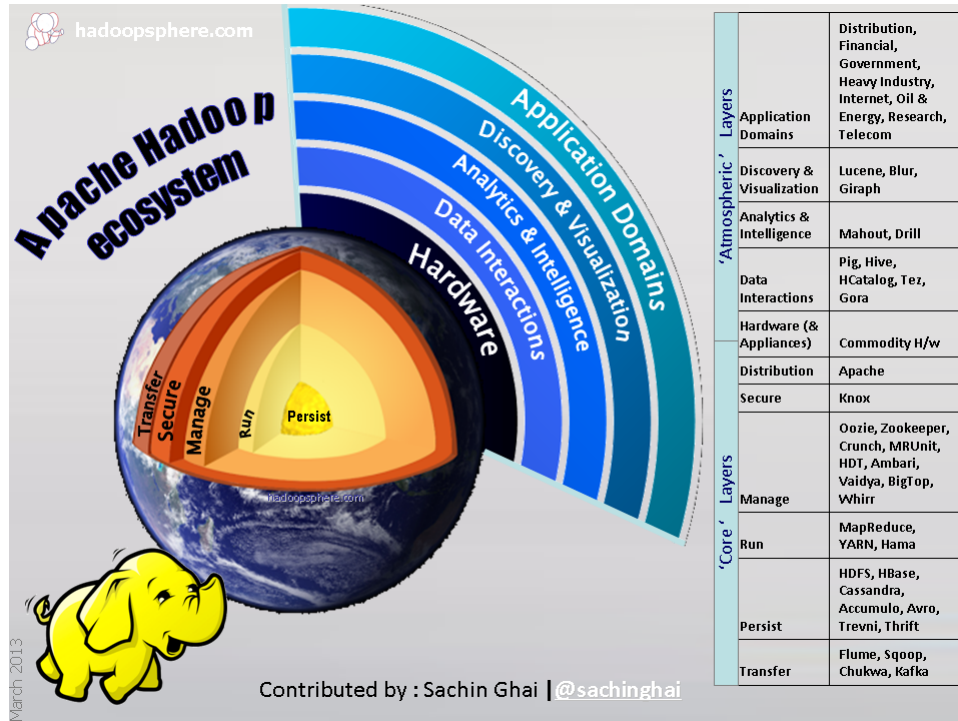 hadoopsphere.com
Apache Hadoop
ecosystem
Application Domains
Discovery & Visualization
Analytics & Intelligence
Data Interactions
Hardware
Transfer
Secure
Manage
Run
Persist
hadoopsphere.com
March 2013
Contributed by : Sachin Ghai | @sachinghai
'Atmospheric ' Layers
'Core ' Layers
Application
Domains
Distribution,
Financial,
Government,
Heavy Industry,
Internet, Oil &
Energy, Research,
Telecom
Discovery &
Visualization
Lucene, Blur,
Giraph
Analytics &
Intelligence
Mahout, Drill
Data
Interactions
Pig, Hive,
HCatalog, Tez,
Gora
Hardware (&
Appliances)
Commodity H/w
Distribution
Apache
Secure
Knox
Manage
Oozie, Zookeeper,
Crunch, MRUnit,
HDT, Ambari,
Vaidya, BigTop,
Whirr
Run
MapReduce,
YARN, Hama
Persist
HDFS, HBase,
Cassandra,
Accumulo, Avro,
Trevni, Thrift
Transfer
Flume, Sqoop,
Chukwa, Kafka